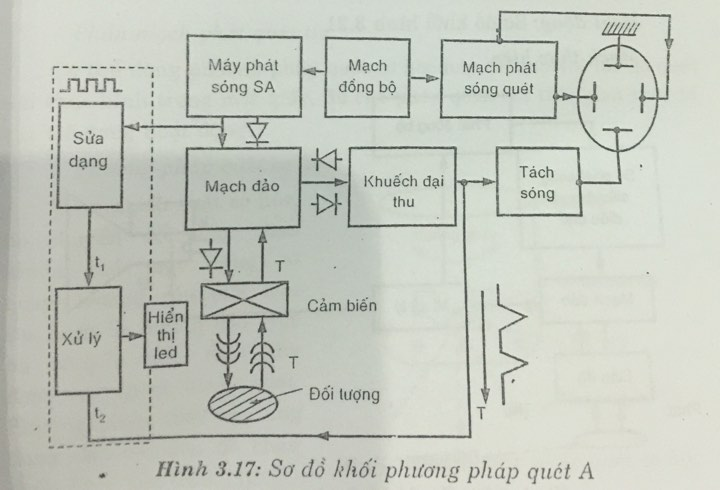 Máy phát
sóng SA
Mạch
đồng bộ
Mạch phát
sóng quét
Sửa
dạng
Mạch đảo
Khuếch đại
thu
Tách
sóng
t₁
T
Xử lý
Hiển
thị
led
Cảm biến
T
Đối tượng
T
t₂
Hình 3.17: Sơ đồ khối phương pháp quét A